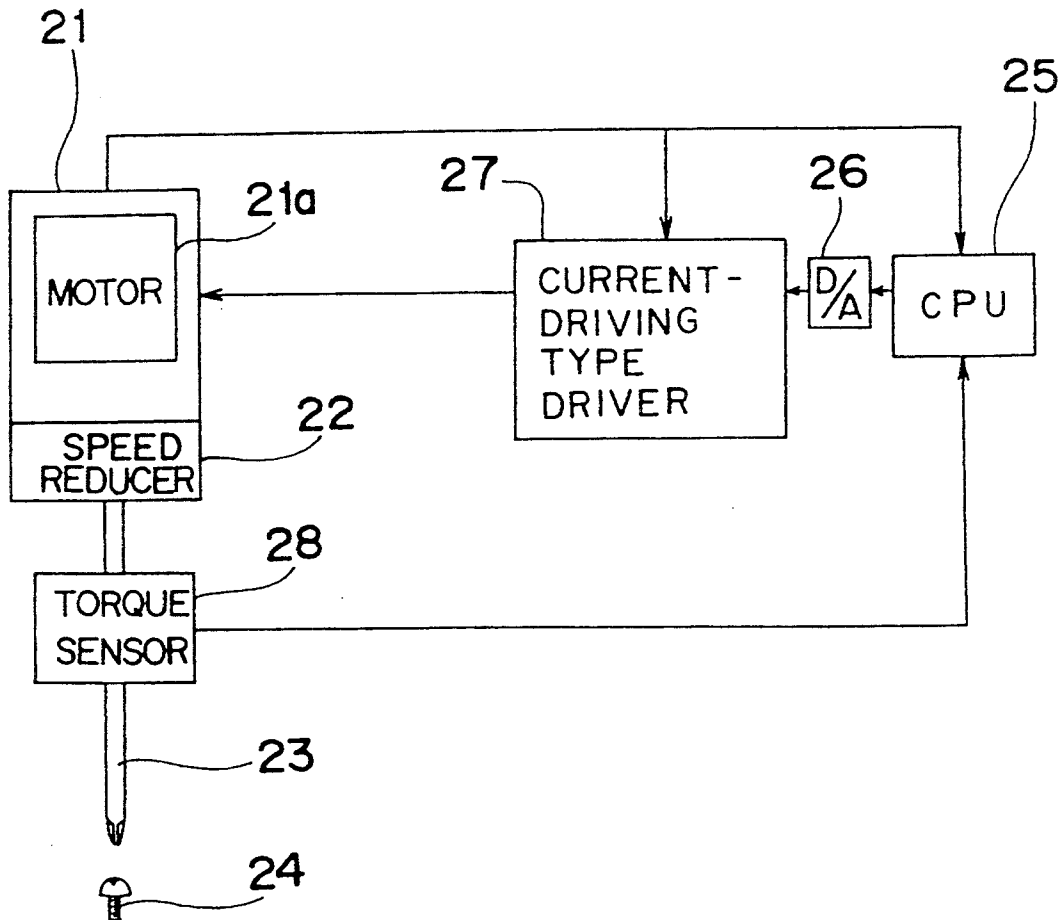 21
25
27
26
21a
MOTOR
CURRENT-
DRIVING
TYPE
DRIVER
D/A
CPU
SPEED
REDUCER
22
28
TORQUE
SENSOR
23
24